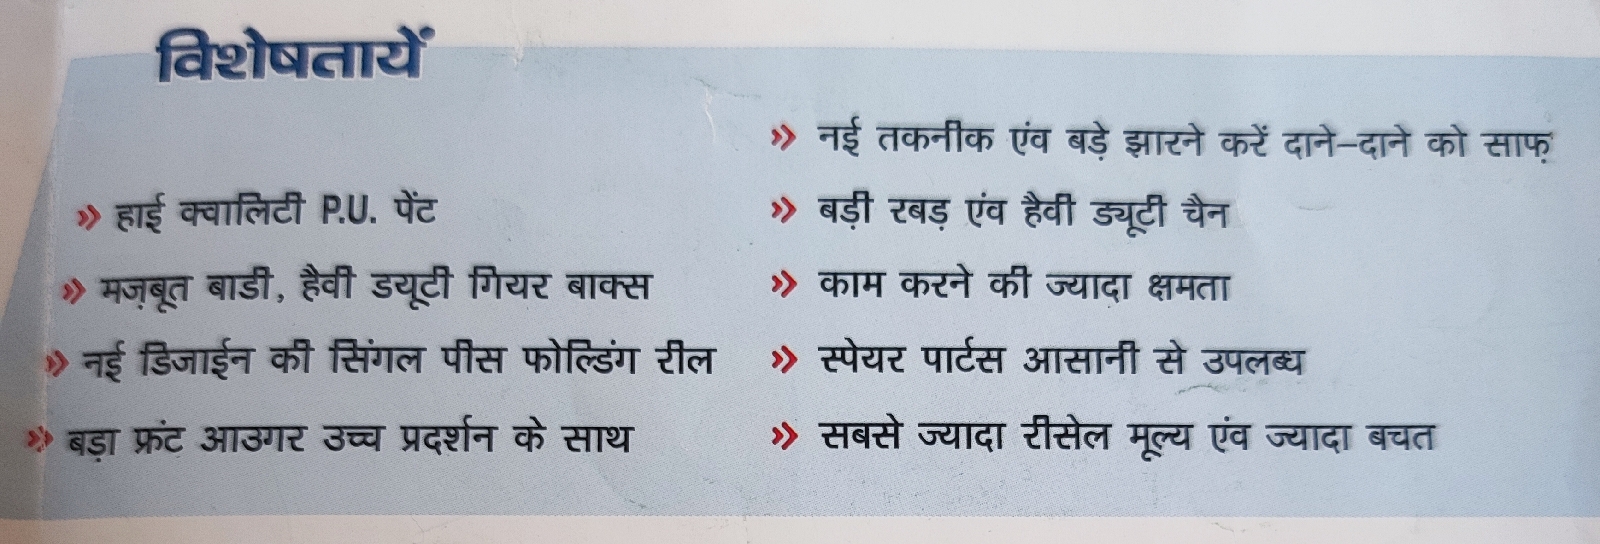 विशेषतायें
» हाई क्वालिटी P.U. पेंट
» मज़बूत बाडी, हैवी डयूटी गियर बाक्स
» नई डिजाईन की सिंगल पीस फोल्डिंग रील
» बड़ा फ्रंट आउगर उच्च प्रदर्शन के साथ
» नई तकनीक एंव बड़े झारने करें दाने-दाने को साफ़
» बड़ी रबड़ एंव हैवी ड्यूटी चैन
» काम करने की ज्यादा क्षमता
» स्पेयर पार्टस आसानी से उपलब्ध
» सबसे ज्यादा रीसेल मूल्य एंव ज्यादा बचत